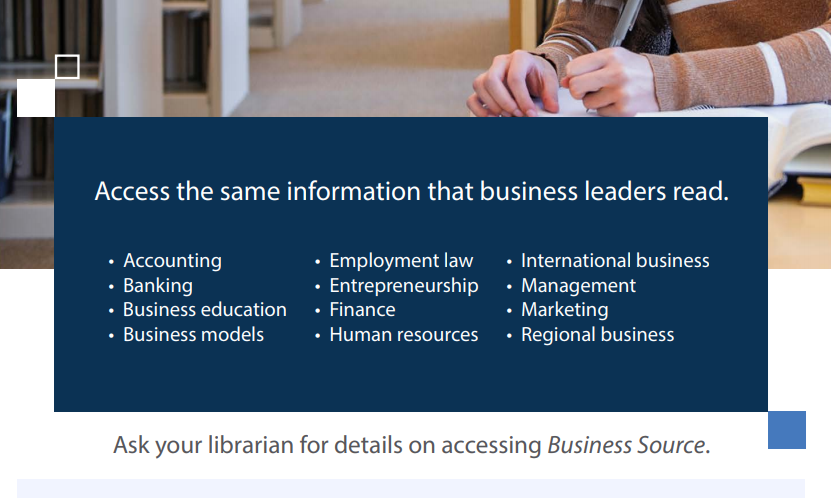 Access the same information that business leaders read.
• Accounting
• Banking
• Business education
• Business models
• Employment law
• Entrepreneurship
• Finance
• Human resources
• International business
• Management
• Marketing
• Regional business
Ask your librarian for details on accessing Business Source.